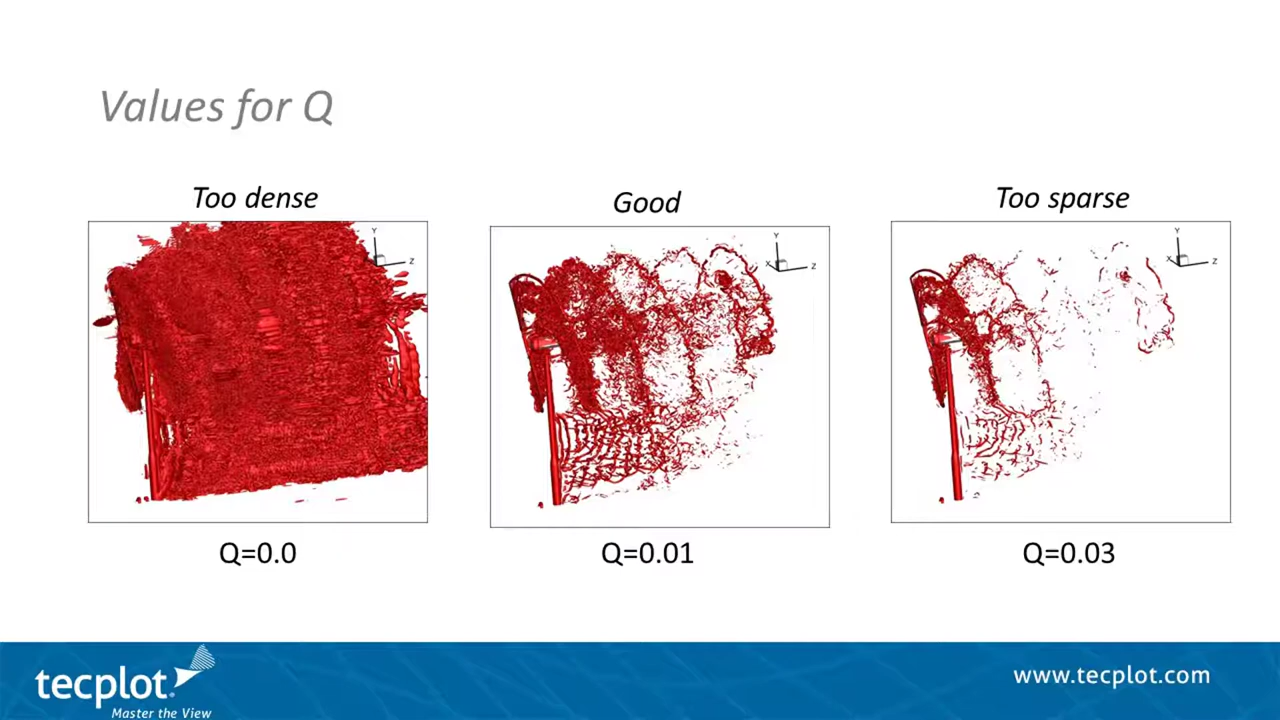 Values for Q
Too dense
Good
Too sparse
Y
Z
Y
X
Z
Y
X
Z
Q=0.0
Q=0.01
Q=0.03
tecplot.
Master the View
www.tecplot.com